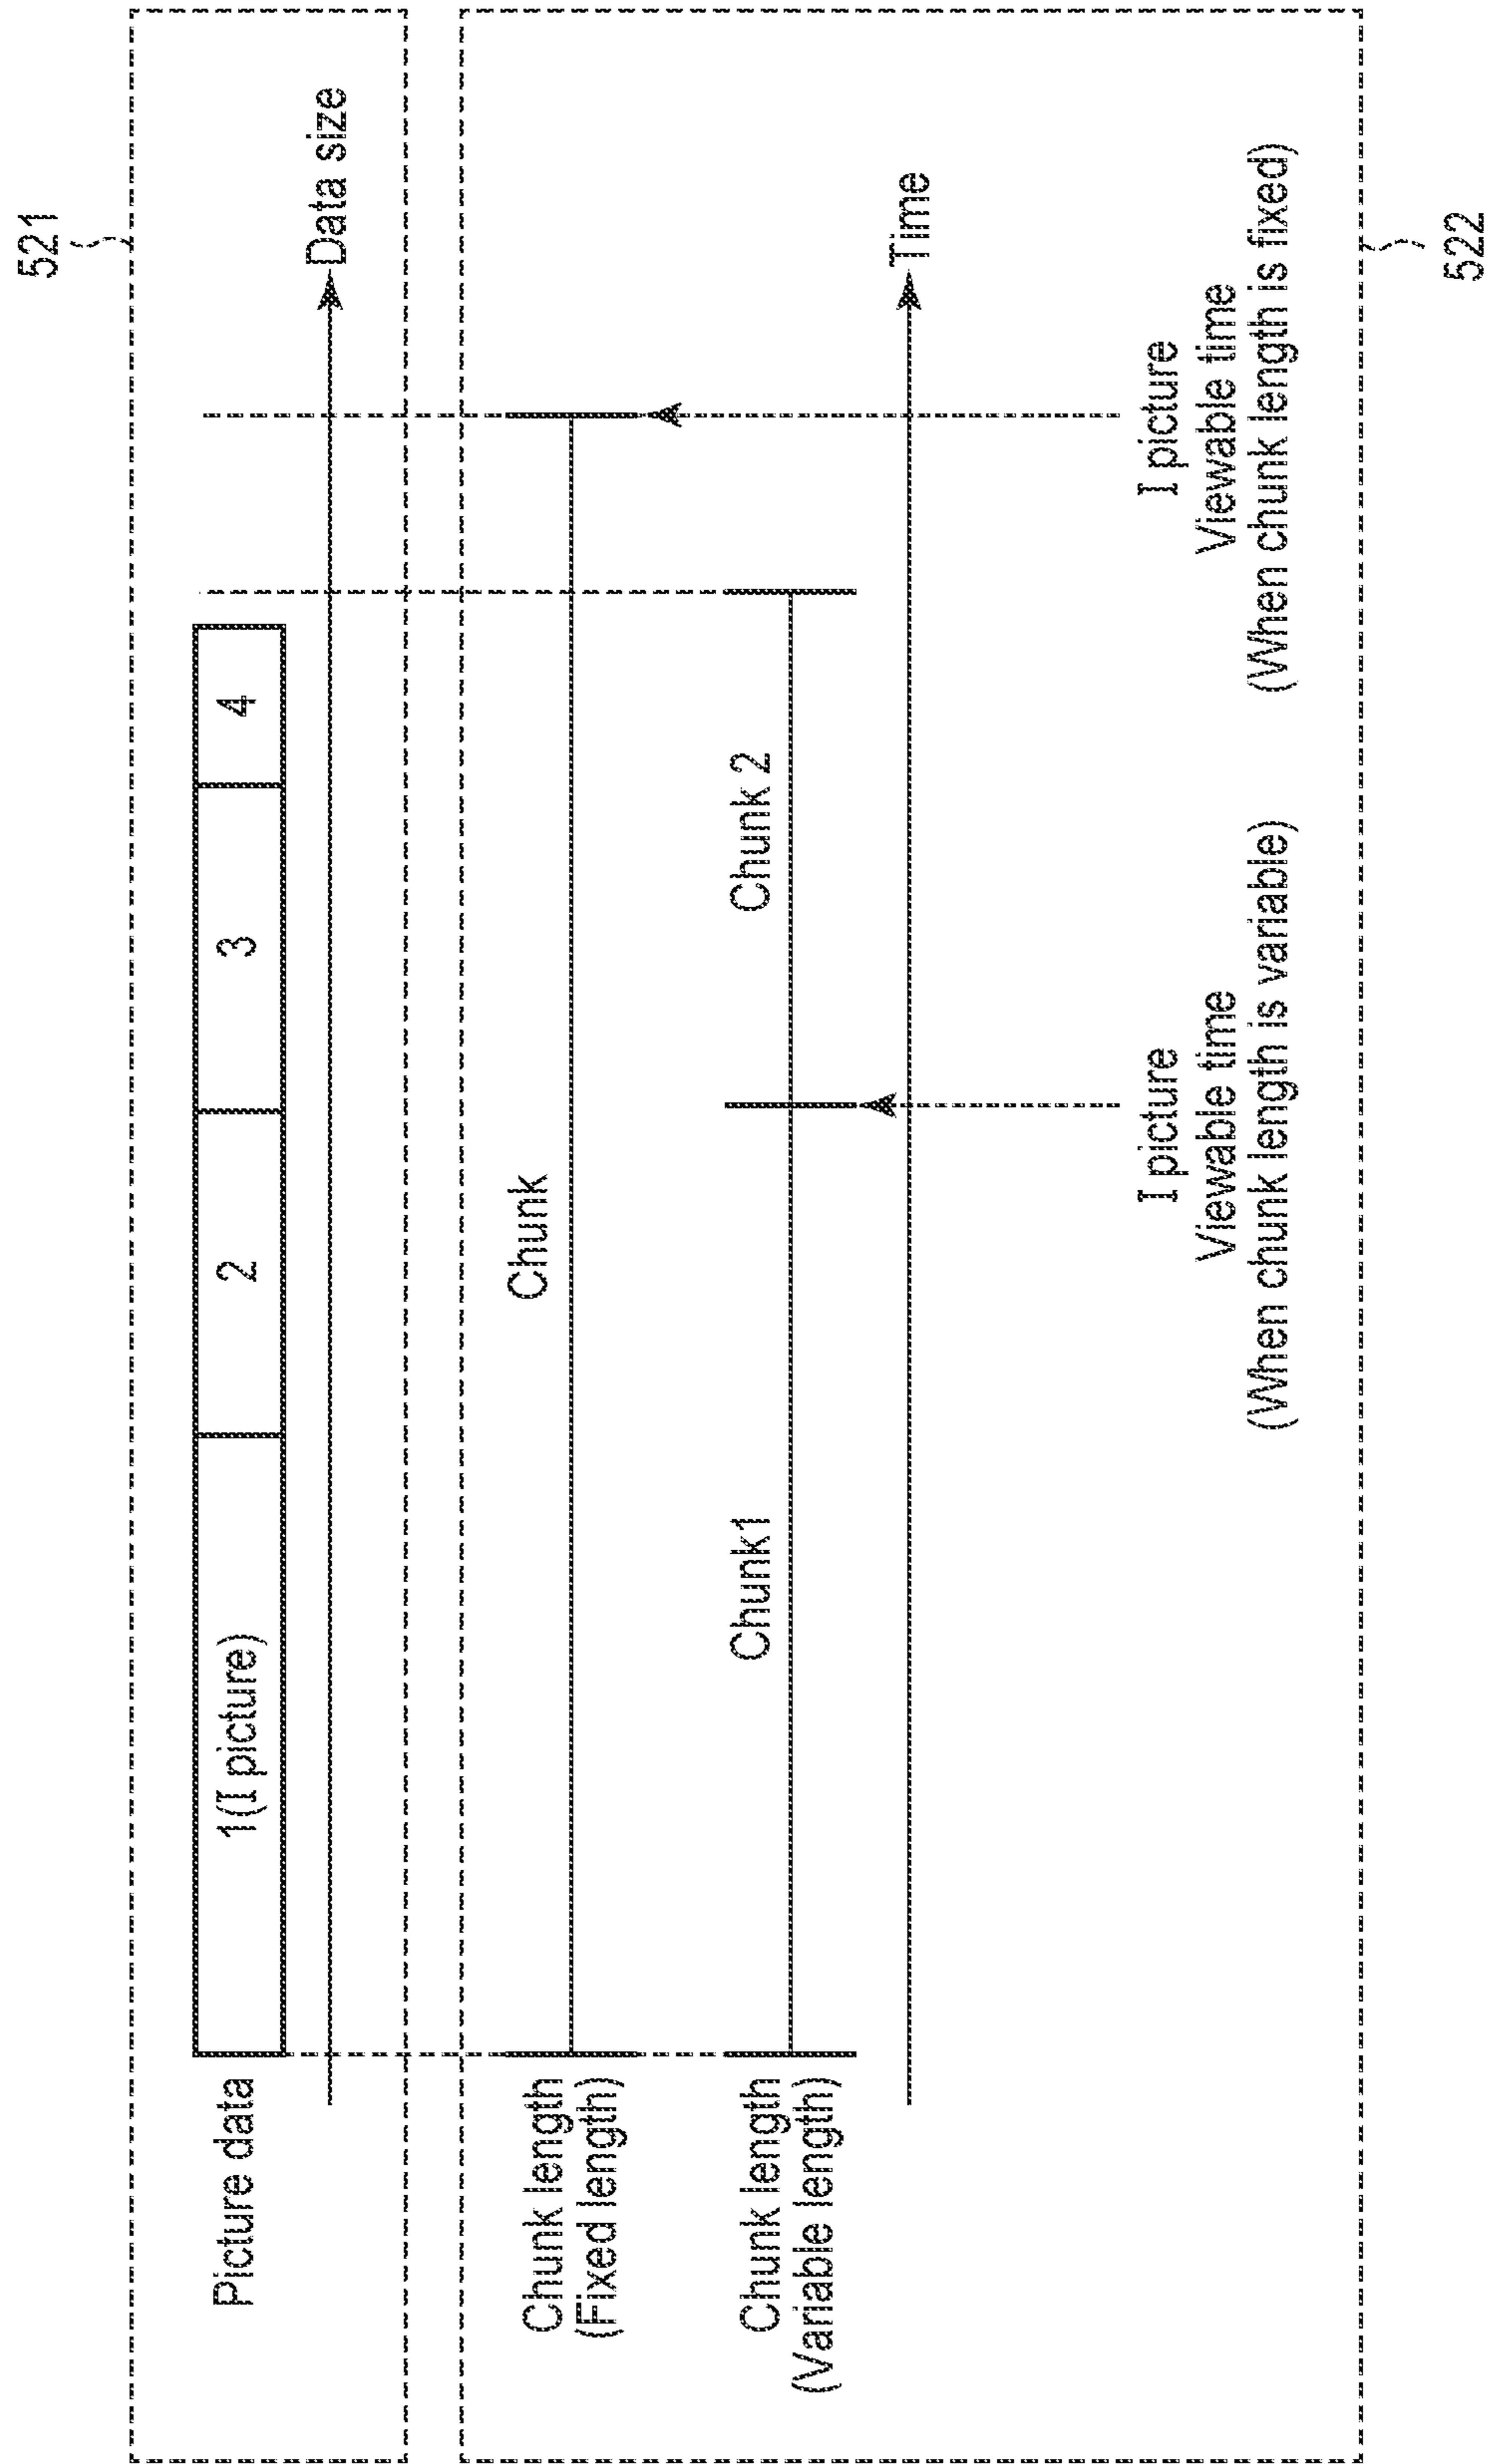 521
Picture data
1(I picture)
2
3
4
Data size
Chunk length
(Fixed length)
Chunk
Chunk length
(Variable length)
Chunk1
Chunk 2
Time
I picture
Viewable time
(When chunk length is variable)
I picture
Viewable time
(When chunk length is fixed)
522